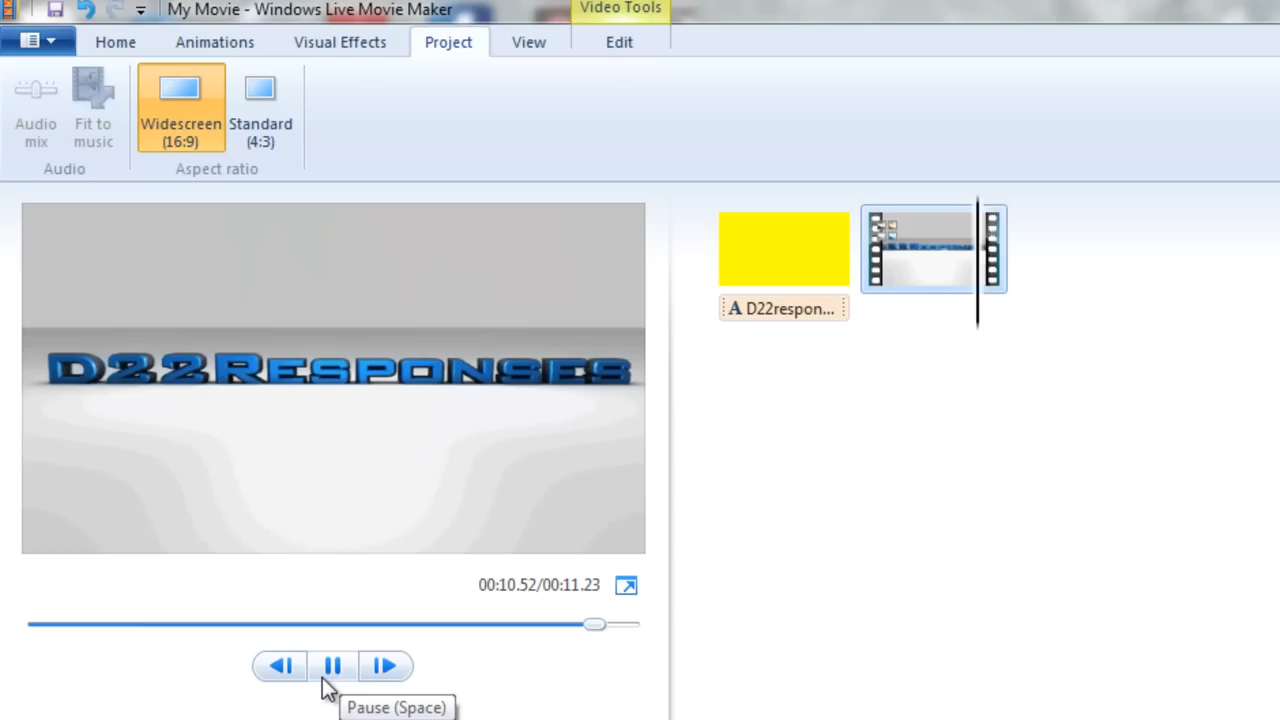 My Movie - Windows Live Movie Maker
Video Tools
Home
Animations
Visual Effects
Project
View
Edit
Audio mix
Fit to music
Widescreen (16:9)
Standard (4:3)
Audio
Aspect ratio
D22Responses
A D22respon...
00:10.52/00:11.23
Pause (Space)